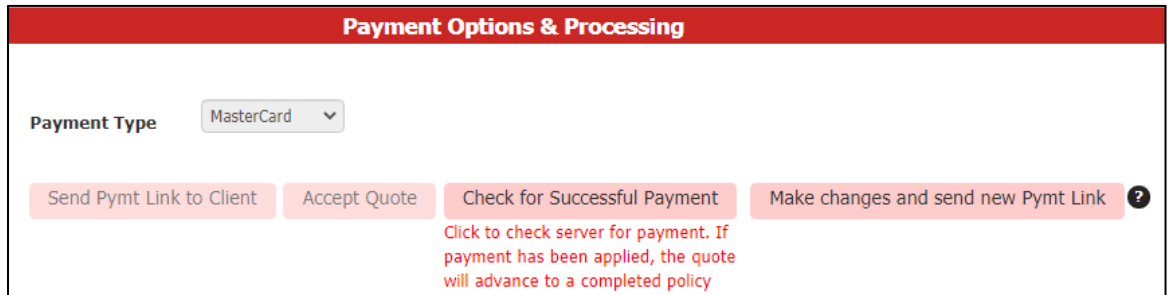 Payment Options & Processing
Payment Type MasterCard
Send Pymt Link to Client Accept Quote Check for Successful Payment Make changes and send new Pymt Link ?
Click to check server for payment. If
payment has been applied, the quote
will advance to a completed policy